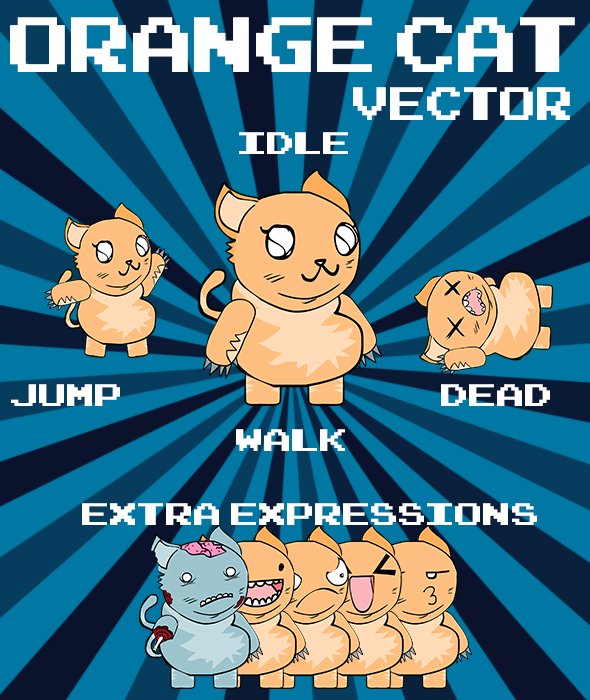 ORANGE CAT
VECTOR
IDLE
JUMP
DEAD
WALK
EXTRA EXPRESSIONS